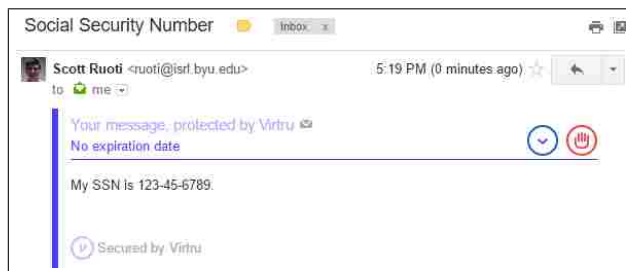 Social Security Number Inbox x
Scott Ruoti <ruoti@isrl.byu.edu> 5:19 PM (0 minutes ago)
to me
Your message, protected by Virtru
No expiration date
My SSN is 123-45-6789.
Secured by Virtru